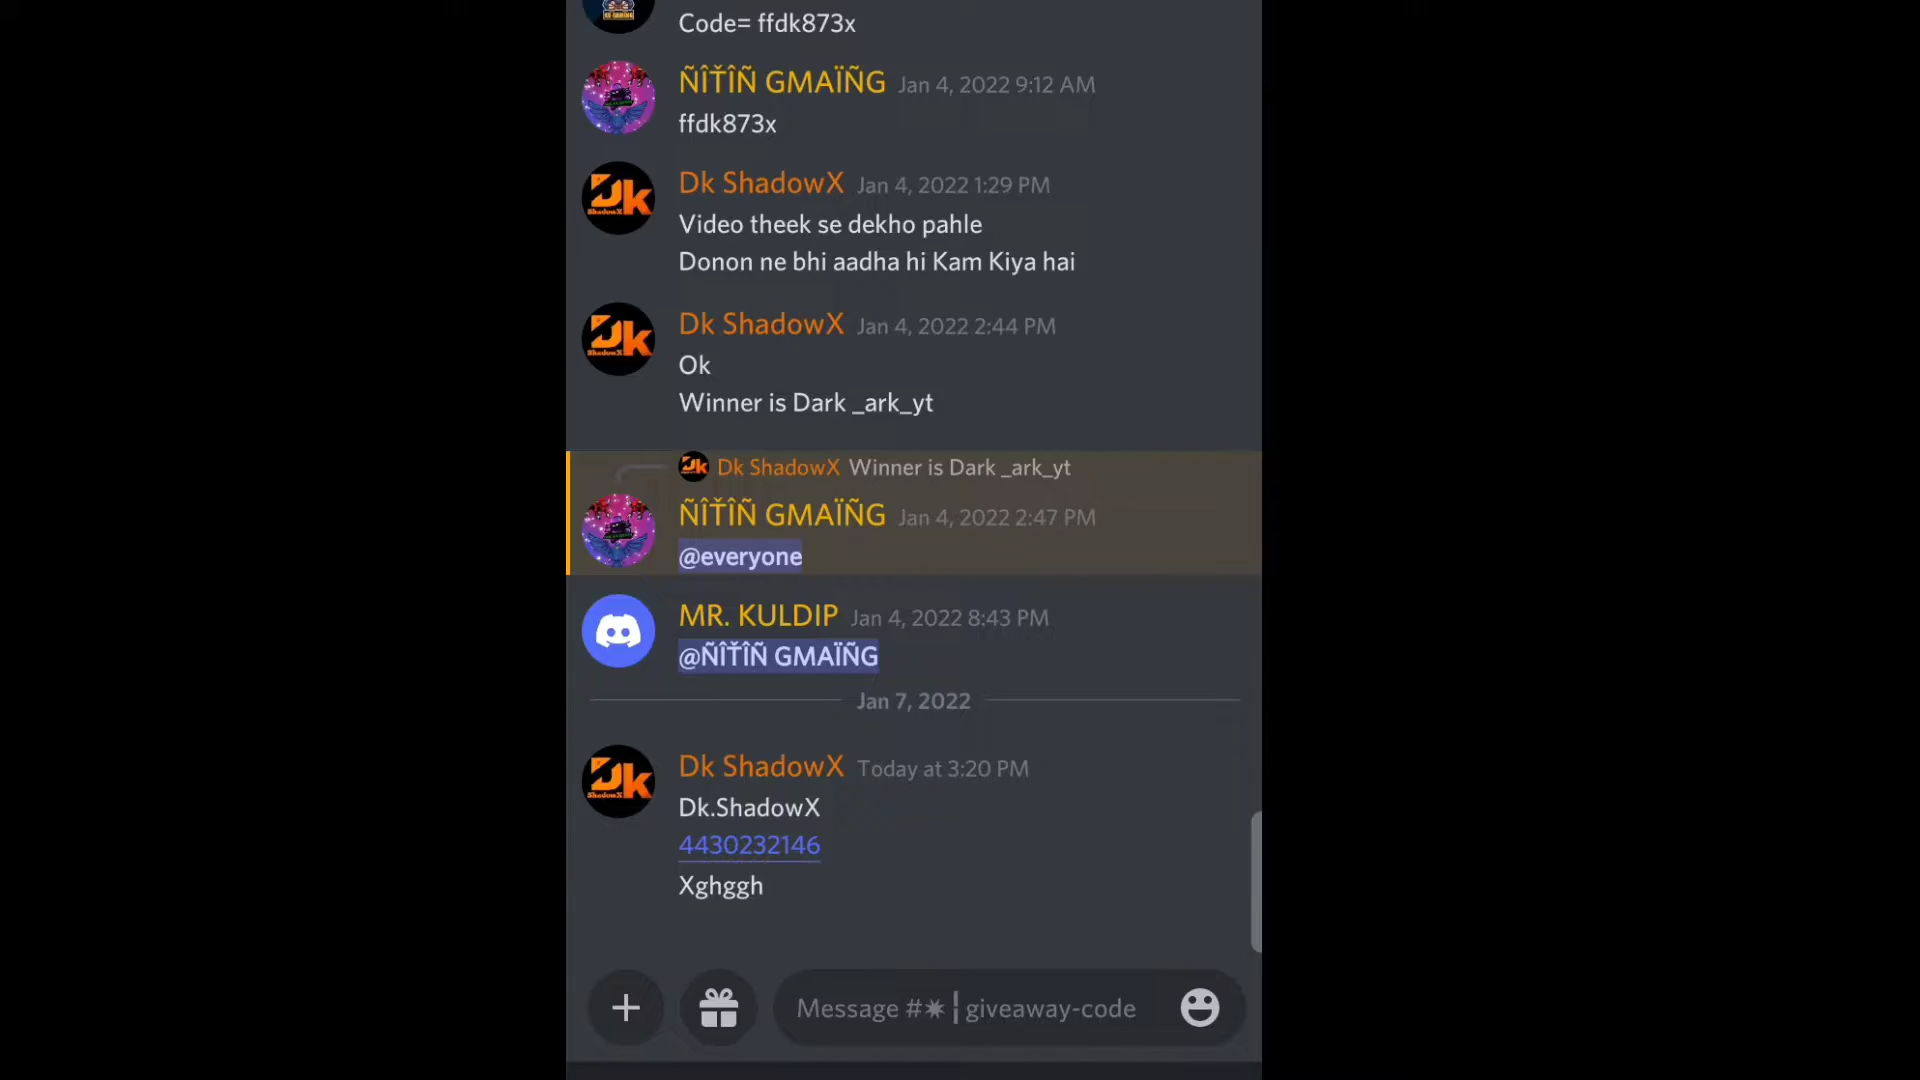 Code= ffdk873x
ÑÎŤÎÑ GMAÏÑG Jan 4, 2022 9:12 AM
ffdk873x
Dk ShadowX Jan 4, 2022 1:29 PM
Video theek se dekho pahle
Donon ne bhi aadha hi Kam Kiya hai
Dk ShadowX Jan 4, 2022 2:44 PM
Ok
Winner is Dark _ark_yt
Dk ShadowX Winner is Dark _ark_yt
ÑÎŤÎÑ GMAÏÑG Jan 4, 2022 2:47 PM
@everyone
MR. KULDIP Jan 4, 2022 8:43 PM
@ÑÎŤÎÑ GMAÏÑG
Jan 7, 2022
Dk ShadowX Today at 3:20 PM
Dk.ShadowX
4430232146
Xghggh
Message #✷┇giveaway-code